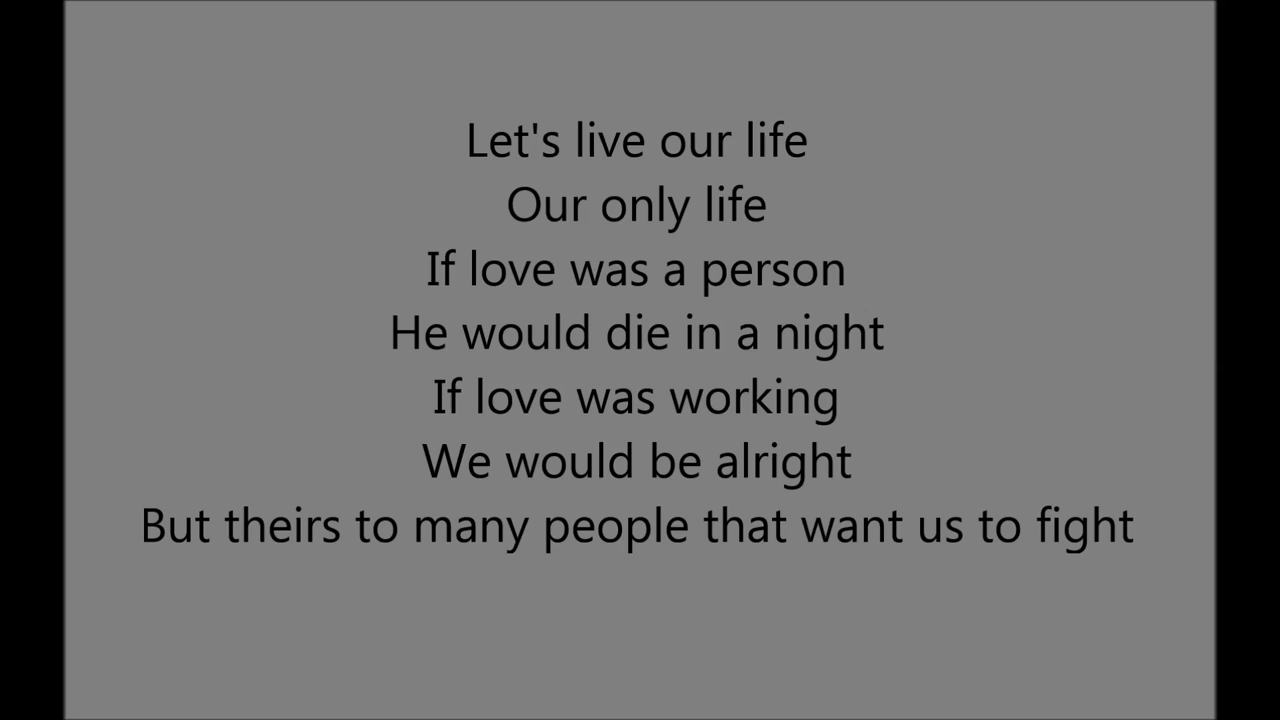 Let's live our life
Our only life
If love was a person
He would die in a night
If love was working
We would be alright
But theirs to many people that want us to fight